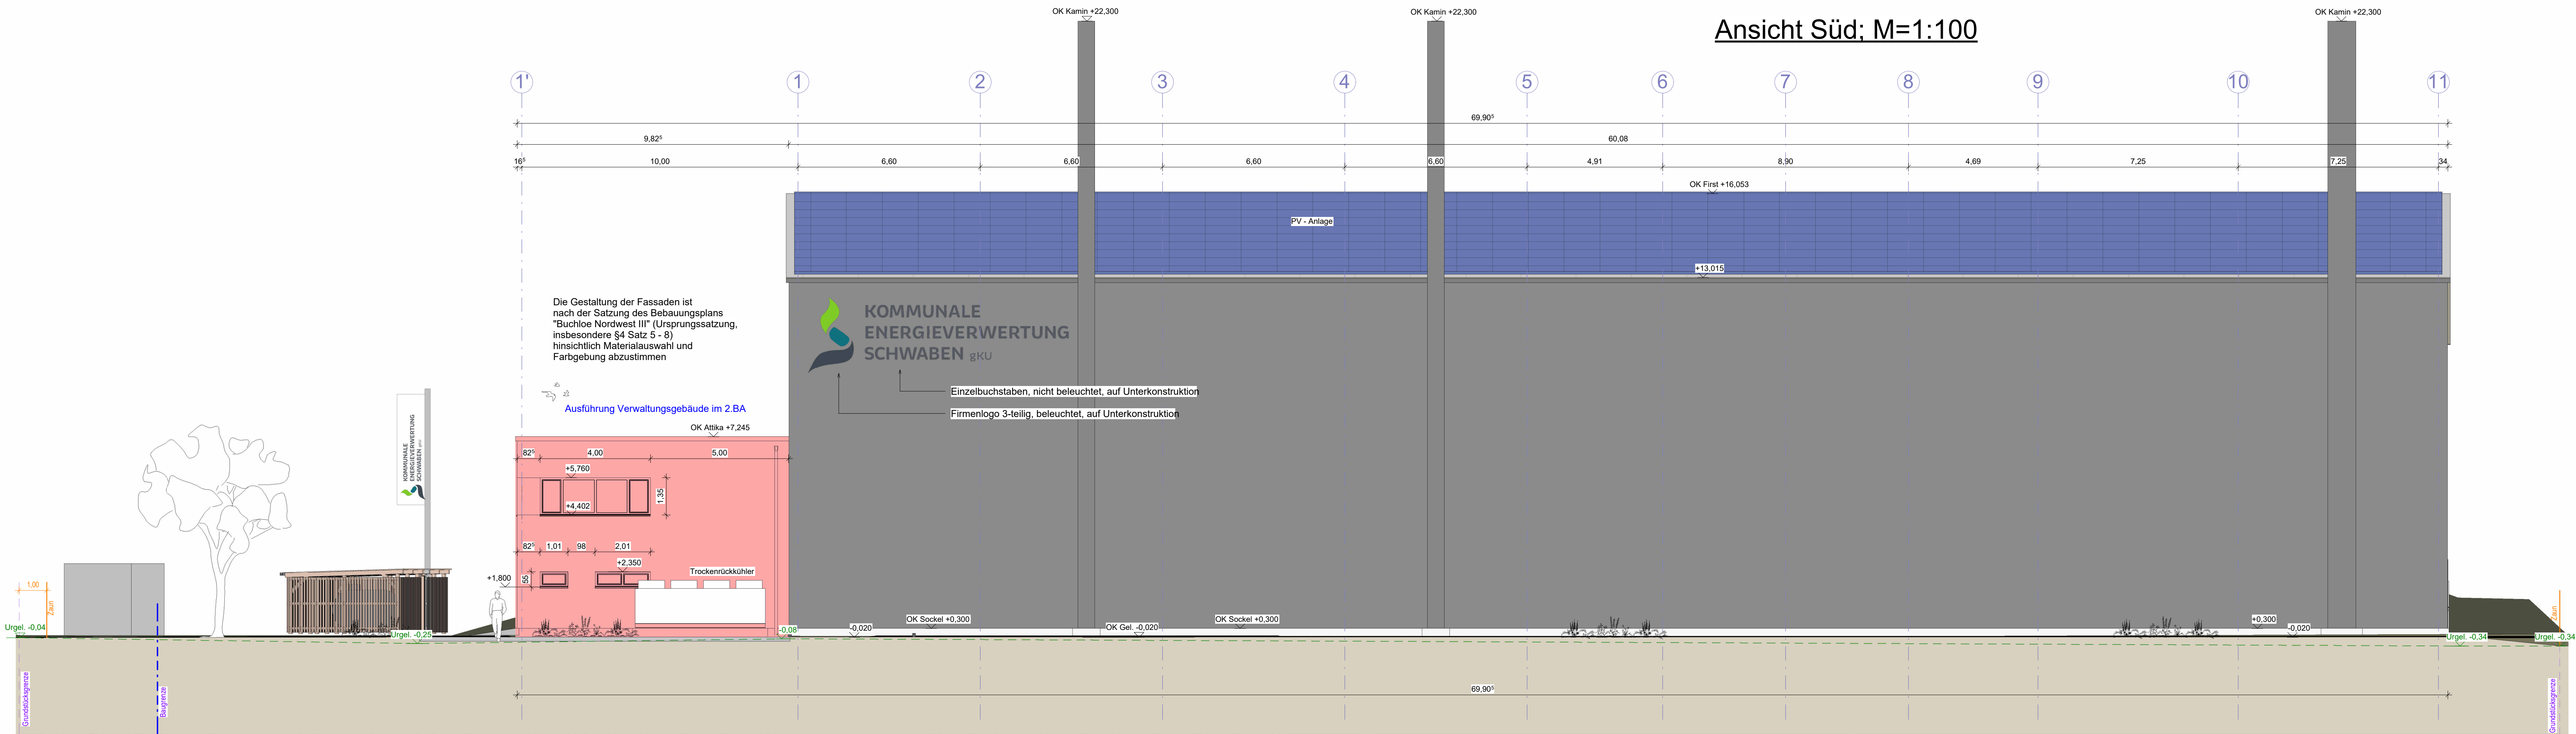 OK Kamin +22,300
OK Kamin +22,300
OK Kamin +22,300
Ansicht Süd; M=1:100
1' 1 2 3 4 5 6 7 8 9 10 11
69,90⁵
9,82⁵ 60,08
16⁵ 10,00 6,60 6,60 6,60 6,60 4,91 8,90 4,69 7,25 7,25 34
OK First +16,053
PV - Anlage
+13,015
Die Gestaltung der Fassaden ist
nach der Satzung des Bebauungsplans
"Buchloe Nordwest III" (Ursprungssatzung,
insbesondere §4 Satz 5 - 8)
hinsichtlich Materialauswahl und
Farbgebung abzustimmen
KOMMUNALE
ENERGIEVERWERTUNG
SCHWABEN gKU
Einzelbuchstaben, nicht beleuchtet, auf Unterkonstruktion
Firmenlogo 3-teilig, beleuchtet, auf Unterkonstruktion
Ausführung Verwaltungsgebäude im 2.BA
OK Attika +7,245
KOMMUNALE
ENERGIEVERWERTUNG
SCHWABEN gKU
82⁵ 4,00 5,00
+5,760
1,35
+4,402
82⁵ 1,01 98 2,01
+2,350
55
Trockenrückkühler
+1,800
1,00
Zaun
Urgel. -0,04
Urgel. -0,25
-0,08
-0,020
OK Sockel +0,300
OK Gel. -0,020
OK Sockel +0,300
+0,300
-0,020
Zaun
Urgel. -0,34
Urgel. -0,34
Grundstücksgrenze
Baugrenze
69,90⁵
Grundstücksgrenze